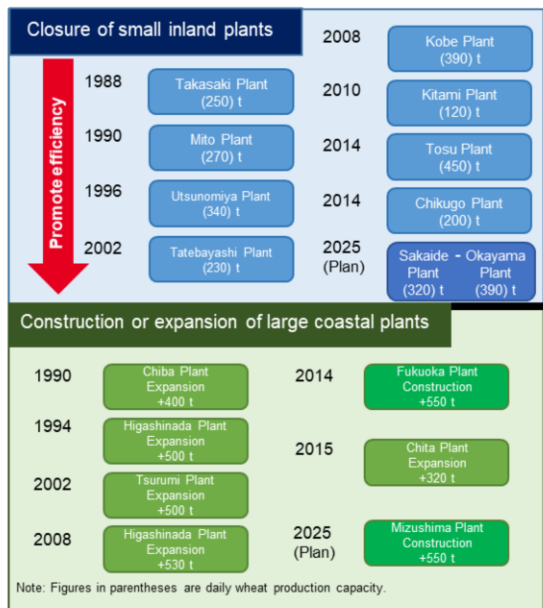 Closure of small inland plants
Promote efficiency
1988
Takasaki Plant
(250) t
1990
Mito Plant
(270) t
1996
Utsunomiya Plant
(340) t
2002
Tatebayashi Plant
(230) t
2008
Kobe Plant
(390) t
2010
Kitami Plant
(120) t
2014
Tosu Plant
(450) t
2014
Chikugo Plant
(200) t
2025
(Plan)
Sakaide - Okayama
Plant Plant
(320) t (390) t
Construction or expansion of large coastal plants
1990
Chiba Plant
Expansion
+400 t
1994
Higashinada Plant
Expansion
+500 t
2002
Tsurumi Plant
Expansion
+500 t
2008
Higashinada Plant
Expansion
+530 t
2014
Fukuoka Plant
Construction
+550 t
2015
Chita Plant
Expansion
+320 t
2025
(Plan)
Mizushima Plant
Construction
+550 t
Note: Figures in parentheses are daily wheat production capacity.